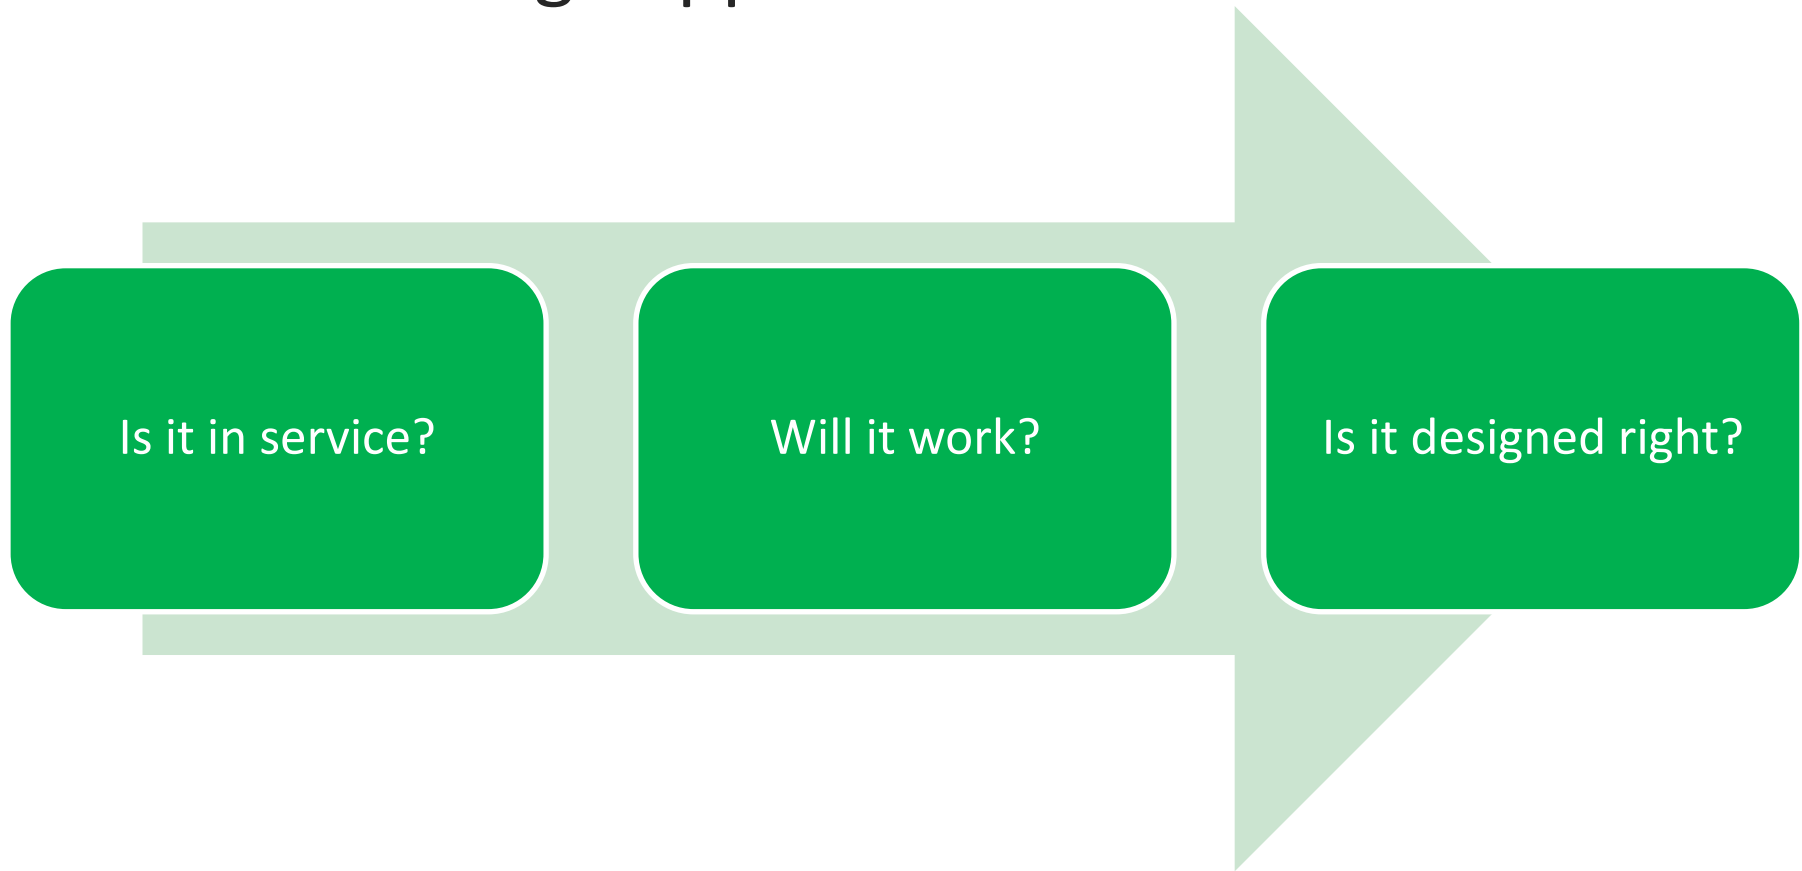 Is it in service?
Will it work?
Is it designed right?